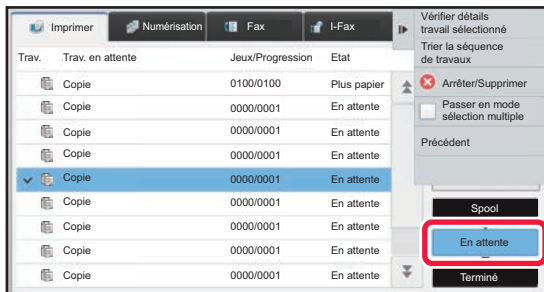 Imprimer
Numérisation
Fax
I-Fax
Trav.
Trav. en attente
Jeux/Progression
Etat
Copie 0100/0100 Plus papier
Copie 0000/0001 En attente
Copie 0000/0001 En attente
Copie 0000/0001 En attente
Copie 0000/0001 En attente
Copie 0000/0001 En attente
Copie 0000/0001 En attente
Copie 0000/0001 En attente
Copie 0000/0001 En attente
Vérifier détails
travail sélectionné
Trier la séquence
de travaux
Arrêter/Supprimer
Passer en mode
sélection multiple
Précédent
Spool
En attente
Terminé